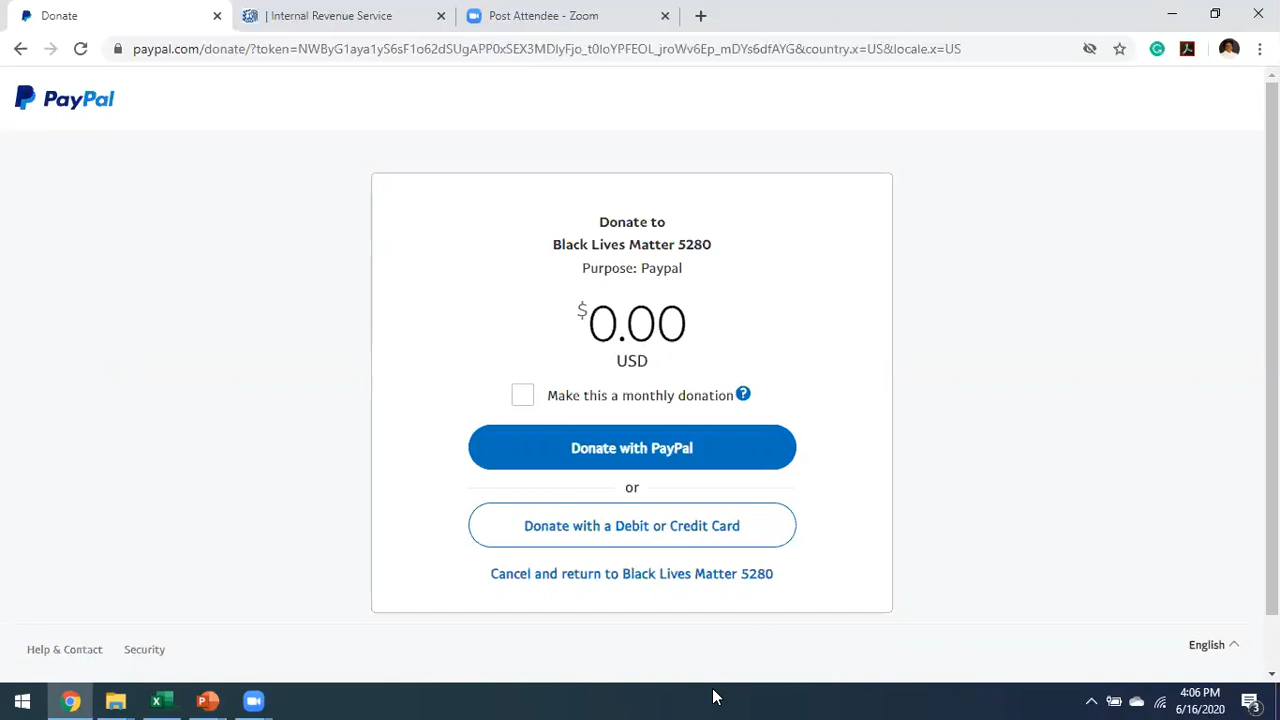 Donate
| Internal Revenue Service
Post Attendee - Zoom
paypal.com/donate/?token=NWByG1aya1yS6sF1o62dSUgAPP0xSEX3MDlyFjo_t0IoYPFEOL_jroWv6Ep_mDYs6dfAYG&country.x=US&locale.x=US
PayPal
Donate to
Black Lives Matter 5280
Purpose: Paypal
$0.00
USD
Make this a monthly donation ?
Donate with PayPal
or
Donate with a Debit or Credit Card
Cancel and return to Black Lives Matter 5280
Help & Contact Security
English
4:06 PM
6/16/2020
3